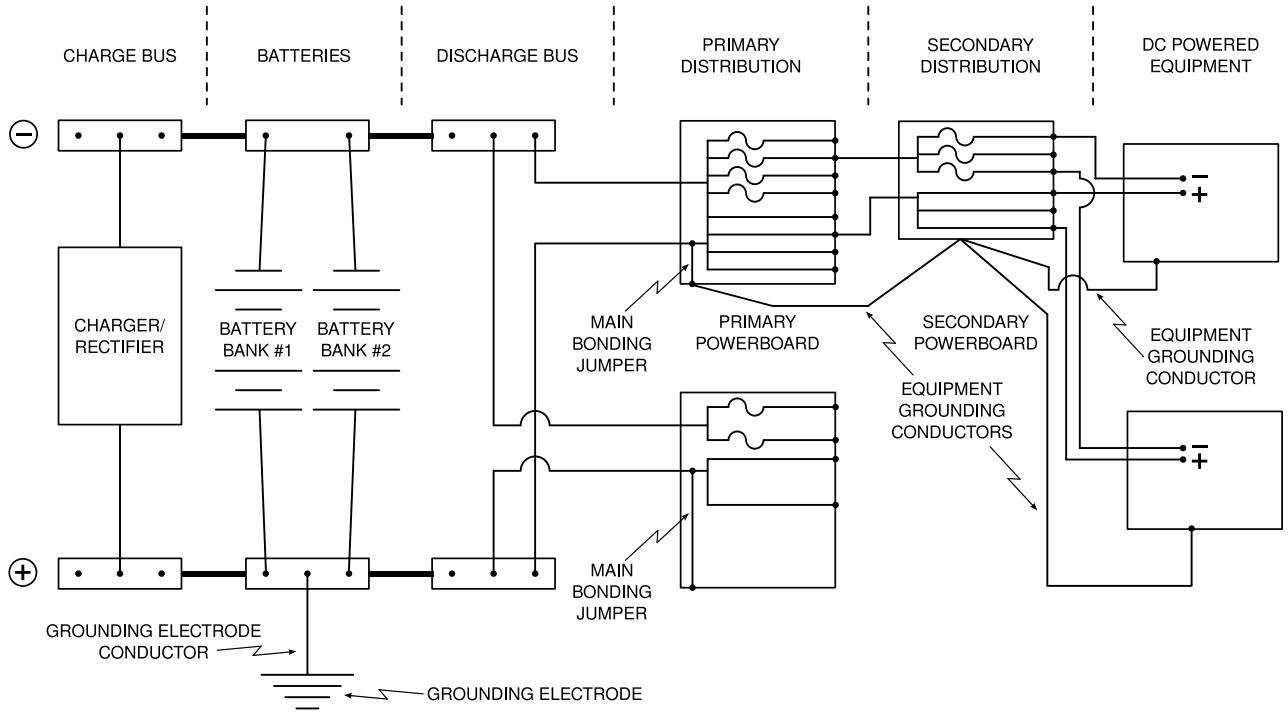 CHARGE BUS
BATTERIES
DISCHARGE BUS
PRIMARY
DISTRIBUTION
SECONDARY
DISTRIBUTION
DC POWERED
EQUIPMENT
−
−
+
CHARGER/
RECTIFIER
BATTERY
BANK #1
BATTERY
BANK #2
MAIN
BONDING
JUMPER
PRIMARY
POWERBOARD
SECONDARY
POWERBOARD
EQUIPMENT
GROUNDING
CONDUCTOR
EQUIPMENT
GROUNDING
CONDUCTORS
−
+
+
MAIN
BONDING
JUMPER
GROUNDING ELECTRODE
CONDUCTOR
GROUNDING ELECTRODE